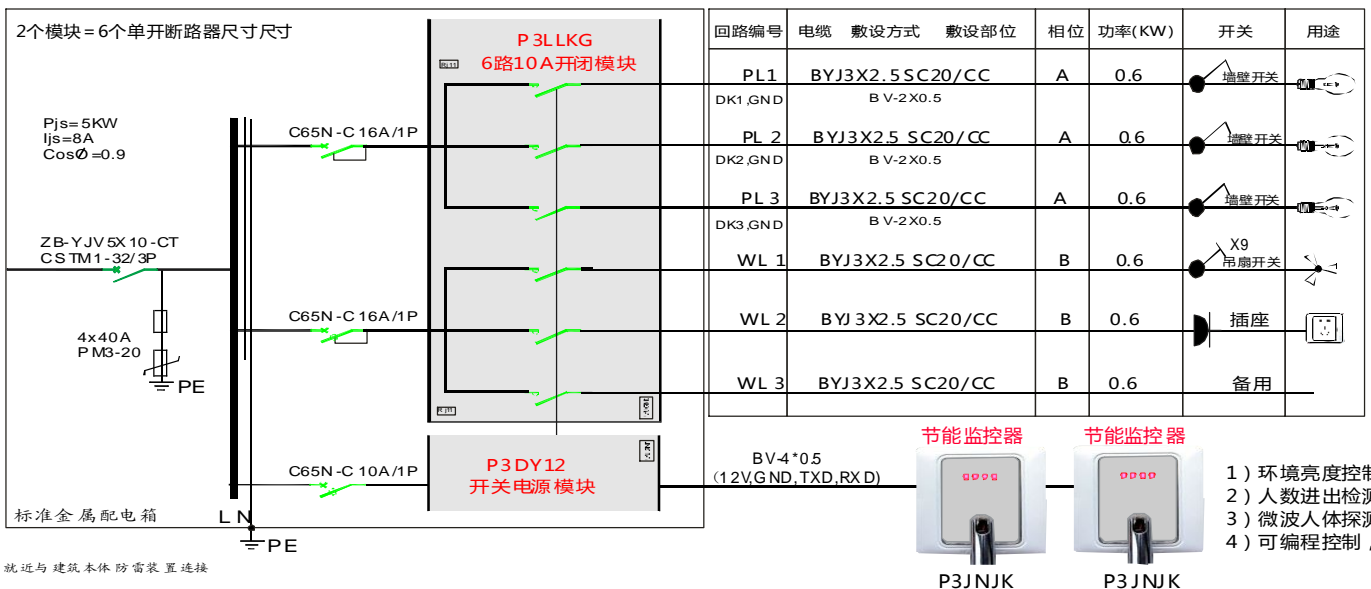 2个模块=6个单开断路器尺寸尺寸
P3LLKG
6路10A开闭模块
Rj11
Pjs=5KW
Ijs=8A
CosØ=0.9
C65N-C16A/1P
ZB-YJV5X10-CT
CSTM1-32/3P
4x40A
PM3-20
PE
C65N-C16A/1P
Rj11
C65N-C10A/1P
P3DY12
开关电源模块
标准金属配电箱
L N
PE
就近与建筑本体防雷装置连接
回路编号 电缆 敷设方式 敷设部位 相位 功率(KW) 开关 用途
PL1 BYJ3X2.5SC20/CC A 0.6 墙壁开关
DK1,GND BV-2X0.5
PL 2 BYJ3X2.5 SC20/CC A 0.6 墙壁开关
DK2,GND BV-2X0.5
PL 3 BYJ3X2.5 SC20/CC A 0.6 墙壁开关
DK3,GND BV-2X0.5
WL 1 BYJ3X2.5 SC20/CC B 0.6 X9
吊扇开关
WL 2 BYJ3X2.5 SC20/CC B 0.6 插座
WL 3 BYJ3X2.5 SC20/CC B 0.6 备用
BV-4*0.5
(12V,GND,TXD,RXD)
节能监控器 节能监控器
P3JNJK P3JNJK
1）环境亮度控制
2）人数进出检测
3）微波人体探测
4）可编程控制，